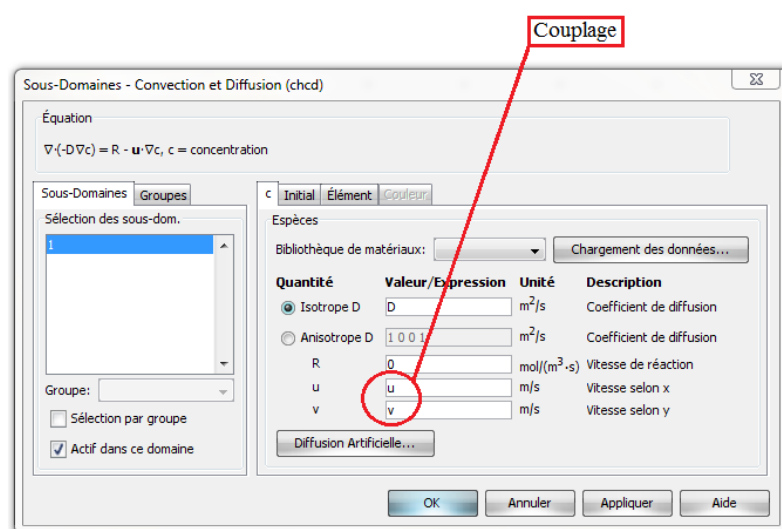 Couplage
Sous-Domaines - Convection et Diffusion (chcd)
Équation
∇·(-D∇c) = R - u·∇c, c = concentration
Sous-Domaines Groupes
c Initial Élément Couleur
Sélection des sous-dom.
1
Groupe:
Sélection par groupe
Actif dans ce domaine
Espèces
Bibliothèque de matériaux: Chargement des données...
Quantité Valeur/Expression Unité Description
Isotrope D D m²/s Coefficient de diffusion
Anisotrope D 1 0 0 1 m²/s Coefficient de diffusion
R 0 mol/(m³·s) Vitesse de réaction
u u m/s Vitesse selon x
v v m/s Vitesse selon y
Diffusion Artificielle...
OK Annuler Appliquer Aide